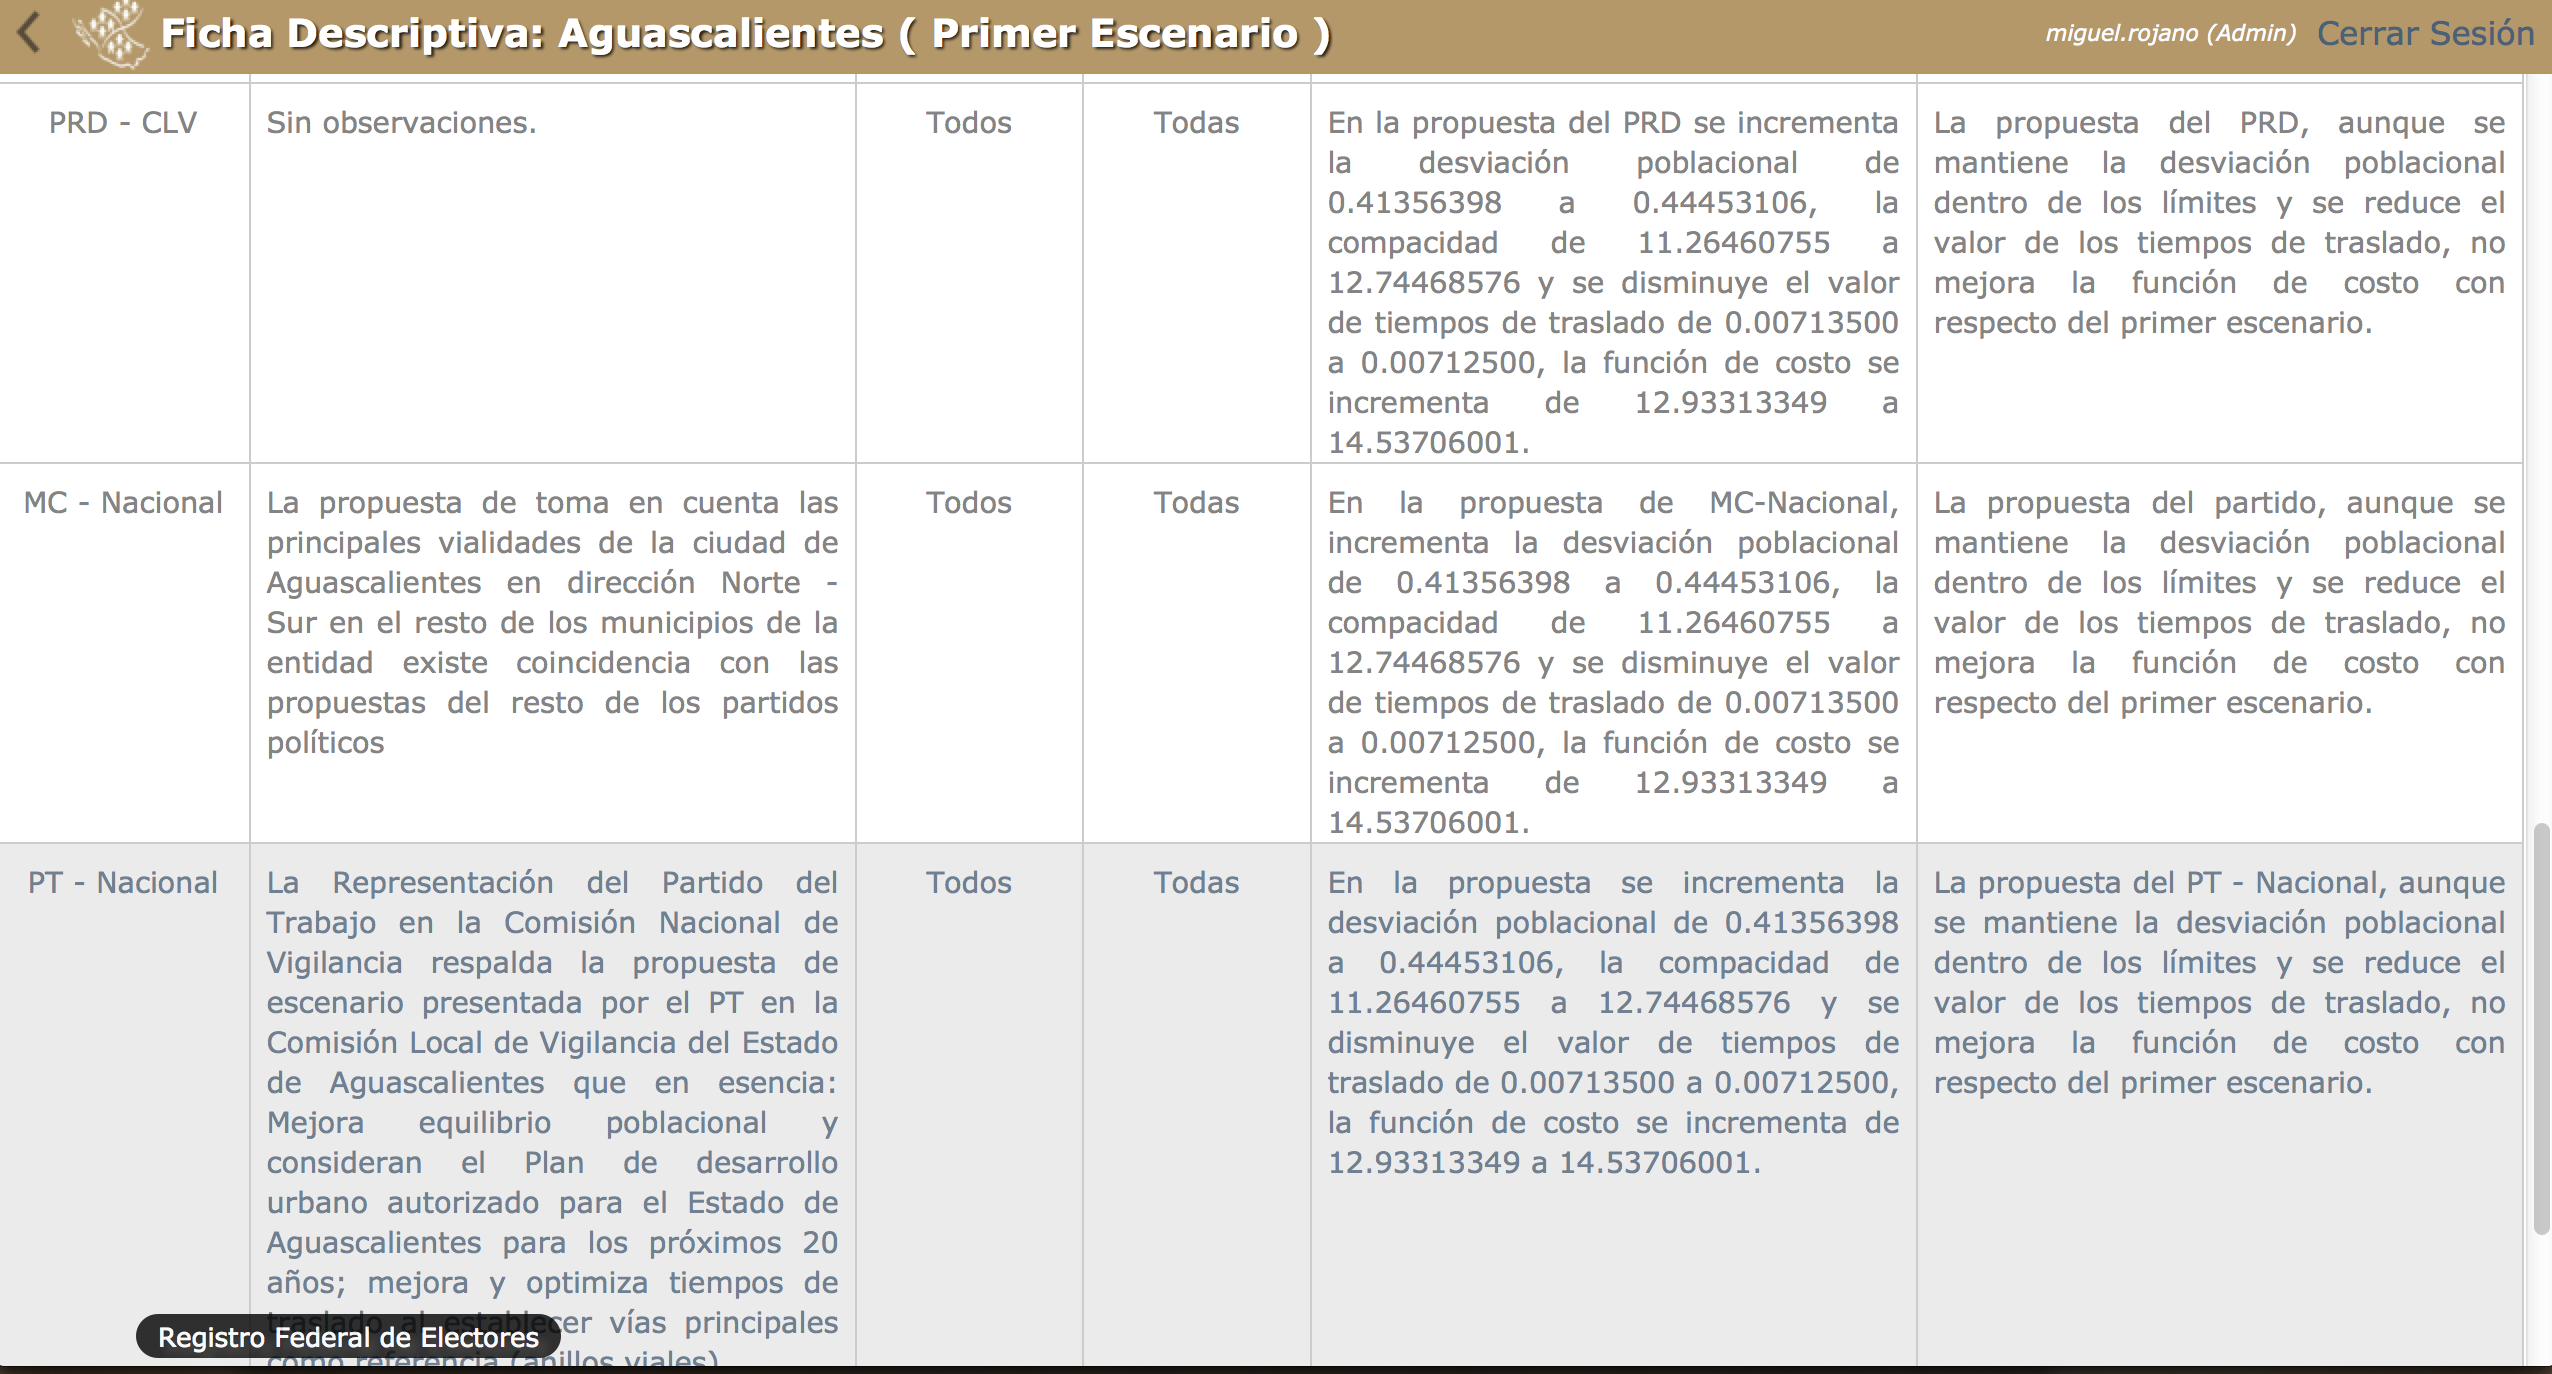 Ficha Descriptiva: Aguascalientes ( Primer Escenario )
miguel.rojano (Admin) Cerrar Sesión
PRD - CLV
Sin observaciones.
Todos
Todas
En la propuesta del PRD se incrementa
la desviación poblacional de
0.41356398 a 0.44453106, la
compacidad de 11.26460755 a
12.74468576 y se disminuye el valor
de tiempos de traslado de 0.00713500
a 0.00712500, la función de costo se
incrementa de 12.93313349 a
14.53706001.
La propuesta del PRD, aunque se
mantiene la desviación poblacional
dentro de los límites y se reduce el
valor de los tiempos de traslado, no
mejora la función de costo con
respecto del primer escenario.
MC - Nacional
La propuesta de toma en cuenta las
principales vialidades de la ciudad de
Aguascalientes en dirección Norte -
Sur en el resto de los municipios de la
entidad existe coincidencia con las
propuestas del resto de los partidos
políticos
Todos
Todas
En la propuesta de MC-Nacional,
incrementa la desviación poblacional
de 0.41356398 a 0.44453106, la
compacidad de 11.26460755 a
12.74468576 y se disminuye el valor
de tiempos de traslado de 0.00713500
a 0.00712500, la función de costo se
incrementa de 12.93313349 a
14.53706001.
La propuesta del partido, aunque se
mantiene la desviación poblacional
dentro de los límites y se reduce el
valor de los tiempos de traslado, no
mejora la función de costo con
respecto del primer escenario.
PT - Nacional
La Representación del Partido del
Trabajo en la Comisión Nacional de
Vigilancia respalda la propuesta de
escenario presentada por el PT en la
Comisión Local de Vigilancia del Estado
de Aguascalientes que en esencia:
Mejora equilibrio poblacional y
consideran el Plan de desarrollo
urbano autorizado para el Estado de
Aguascalientes para los próximos 20
años; mejora y optimiza tiempos de
traslado al establecer vías principales
como referencia (anillos viales)
Todos
Todas
En la propuesta se incrementa la
desviación poblacional de 0.41356398
a 0.44453106, la compacidad de
11.26460755 a 12.74468576 y se
disminuye el valor de tiempos de
traslado de 0.00713500 a 0.00712500,
la función de costo se incrementa de
12.93313349 a 14.53706001.
La propuesta del PT - Nacional, aunque
se mantiene la desviación poblacional
dentro de los límites y se reduce el
valor de los tiempos de traslado, no
mejora la función de costo con
respecto del primer escenario.
Registro Federal de Electores